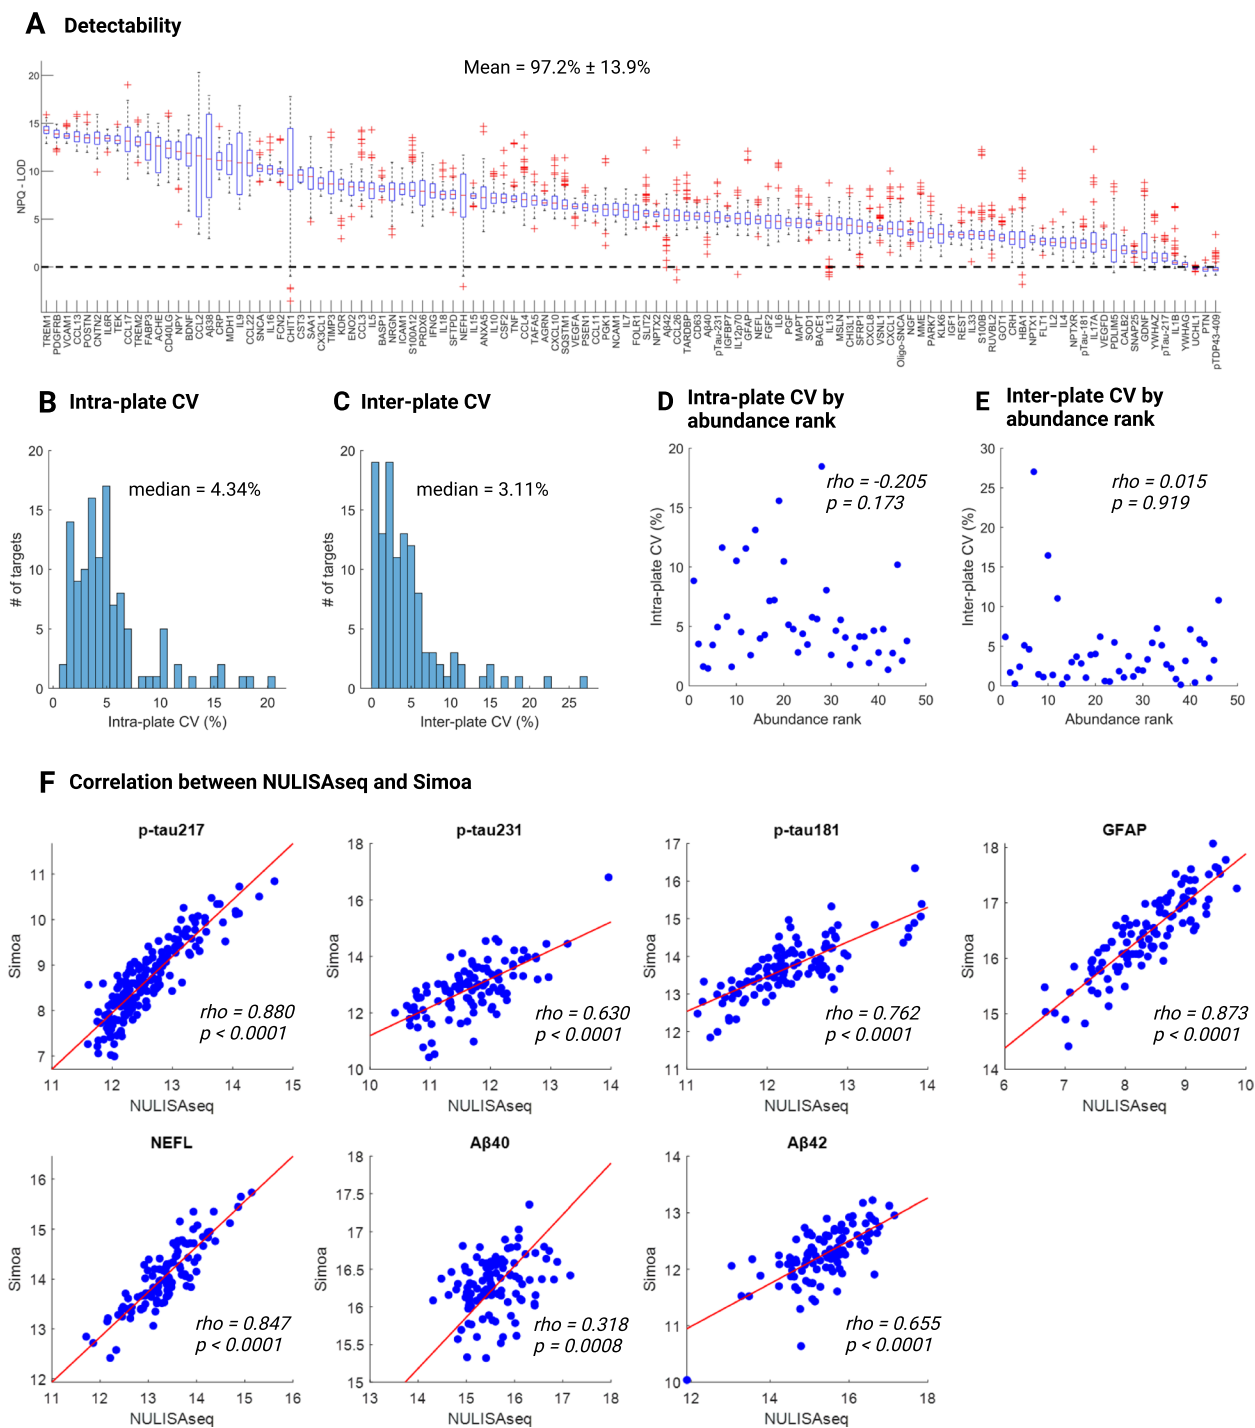 A Detectability
Mean = 97.2% ± 13.9%
NPQ - LOD
20
15
10
5
0
TREM1 PDGFRB VCAM1 CCL13 POSTN CNTN2 IL6R TEK CCL17 TREM2 FABP3 ACHE CD40LG NPY BDNF CCL2 Aβ38 GRP MDH1 IL9 CCL22 SNCA IL16 FCN2 CHIT1 CST3 SAA1 CX3CL1 TIMP3 KDR ENO2 CCL3 IL5 BASP1 NRGN ICAM1 S100A12 PRDX6 IFNG IL18 SFTPD NEFH IL15 ANXA5 IL10 CSF2 TNF CCL4 TAFA5 AGRN CXCL10 SQSTM1 VEGFA PSEN1 CCL11 PGK1 NCAM1 IL7 FOLR1 SLIT2 NPTX2 Aβ42 CCL26 TARDBP CD63 Aβ40 pTau-231 IGFBP7 IL12p70 GFAP NEFL FGF2 IL6 PGF MAPT SOD1 BACE1 IL13 MSLN CHI3L1 SFRP1 CXCL8 VSNL1 CXCL1 Oligo-SNCA NGF MME PARK7 KLK6 IGF1 REST IL33 S100B RUVBL2 GOT1 CRH HBA1 NPTX1 FLT1 IL2 IL4 NPTXR pTau-181 IL17A VEGFD PDLIM5 CALB2 SNAP25 GDNF YWHAZ pTau-217 IL1B YWHAG UCHL1 PTN pTDP43-409
B Intra-plate CV
median = 4.34%
# of targets
20
15
10
5
0
0 5 10 15 20
Intra-plate CV (%)
C Inter-plate CV
median = 3.11%
# of targets
20
15
10
5
0
0 5 10 15 20 25
Inter-plate CV (%)
D Intra-plate CV by
abundance rank
rho = -0.205
p = 0.173
Intra-plate CV (%)
20
15
10
5
0
0 10 20 30 40 50
Abundance rank
E Inter-plate CV by
abundance rank
rho = 0.015
p = 0.919
Inter-plate CV (%)
30
25
20
15
10
5
0
0 10 20 30 40 50
Abundance rank
F Correlation between NULISAseq and Simoa
p-tau217
Simoa
11
10
9
8
7
rho = 0.880
p < 0.0001
11 12 13 14 15
NULISAseq
p-tau231
Simoa
18
16
14
12
10
rho = 0.630
p < 0.0001
10 11 12 13 14
NULISAseq
p-tau181
Simoa
17
16
15
14
13
12
11
rho = 0.762
p < 0.0001
11 12 13 14
NULISAseq
GFAP
Simoa
18
17
16
15
14
rho = 0.873
p < 0.0001
6 7 8 9 10
NULISAseq
NEFL
Simoa
16
15
14
13
12
rho = 0.847
p < 0.0001
11 12 13 14 15 16
NULISAseq
Aβ40
Simoa
18
17.5
17
16.5
16
15.5
15
rho = 0.318
p = 0.0008
13 14 15 16 17 18
NULISAseq
Aβ42
Simoa
14
13
12
11
10
rho = 0.655
p < 0.0001
12 14 16 18
NULISAseq